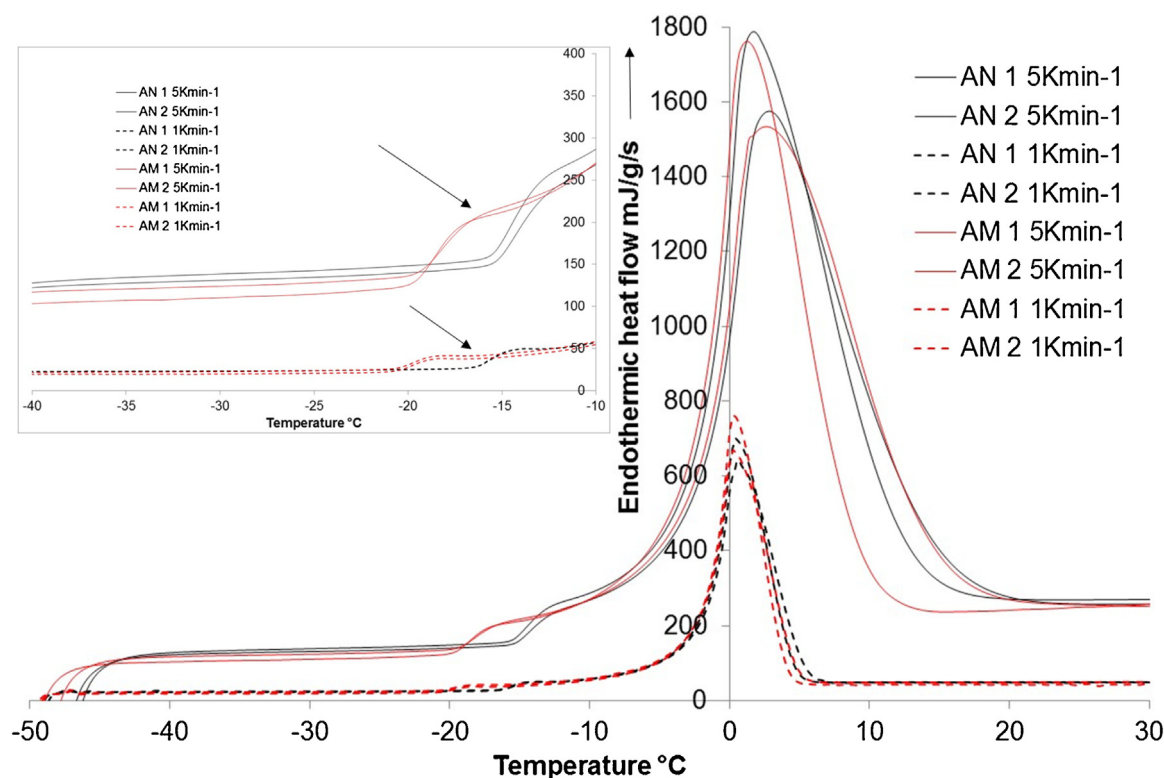 AN 1 5Kmin-1
AN 2 5Kmin-1
AN 1 1Kmin-1
AN 2 1Kmin-1
AM 1 5Kmin-1
AM 2 5Kmin-1
AM 1 1Kmin-1
AM 2 1Kmin-1
400
350
300
250
200
150
100
50
0
-40
-35
-30
-25
-20
-15
-10
Temperature °C
Endothermic heat flow mJ/g/s
1800
1600
1400
1200
1000
800
600
400
200
0
AN 1 5Kmin-1
AN 2 5Kmin-1
AN 1 1Kmin-1
AN 2 1Kmin-1
AM 1 5Kmin-1
AM 2 5Kmin-1
AM 1 1Kmin-1
AM 2 1Kmin-1
-50
-40
-30
-20
-10
0
10
20
30
Temperature °C